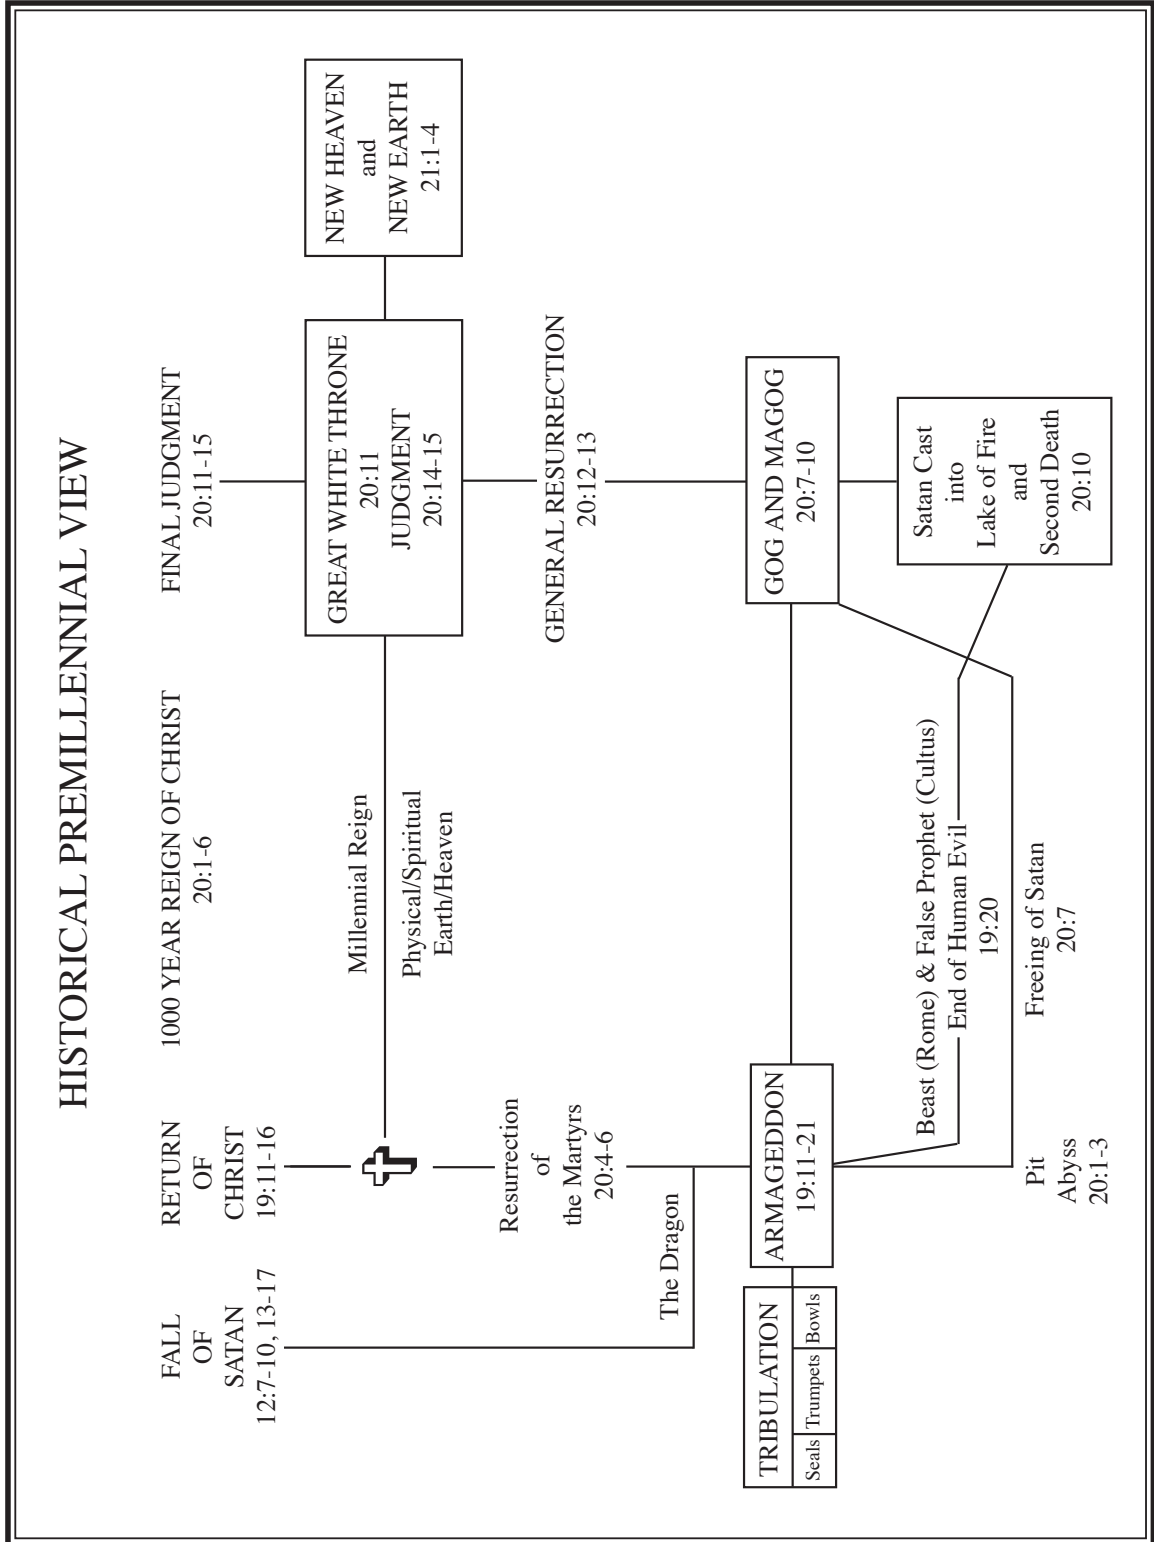 HISTORICAL PREMILLENNIAL VIEW
FALL
OF
SATAN
12:7-10, 13-17
RETURN
OF
CHRIST
19:11-16
1000 YEAR REIGN OF CHRIST
20:1-6
FINAL JUDGMENT
20:11-15
Millennial Reign
Physical/Spiritual
Earth/Heaven
GREAT WHITE THRONE
20:11
JUDGMENT
20:14-15
NEW HEAVEN
and
NEW EARTH
21:1-4
Resurrection
of
the Martyrs
20:4-6
GENERAL RESURRECTION
20:12-13
The Dragon
TRIBULATION
Seals
Trumpets
Bowls
ARMAGEDDON
19:11-21
GOG AND MAGOG
20:7-10
Beast (Rome) & False Prophet (Cultus)
End of Human Evil
19:20
Satan Cast
into
Lake of Fire
and
Second Death
20:10
Pit
Abyss
20:1-3
Freeing of Satan
20:7